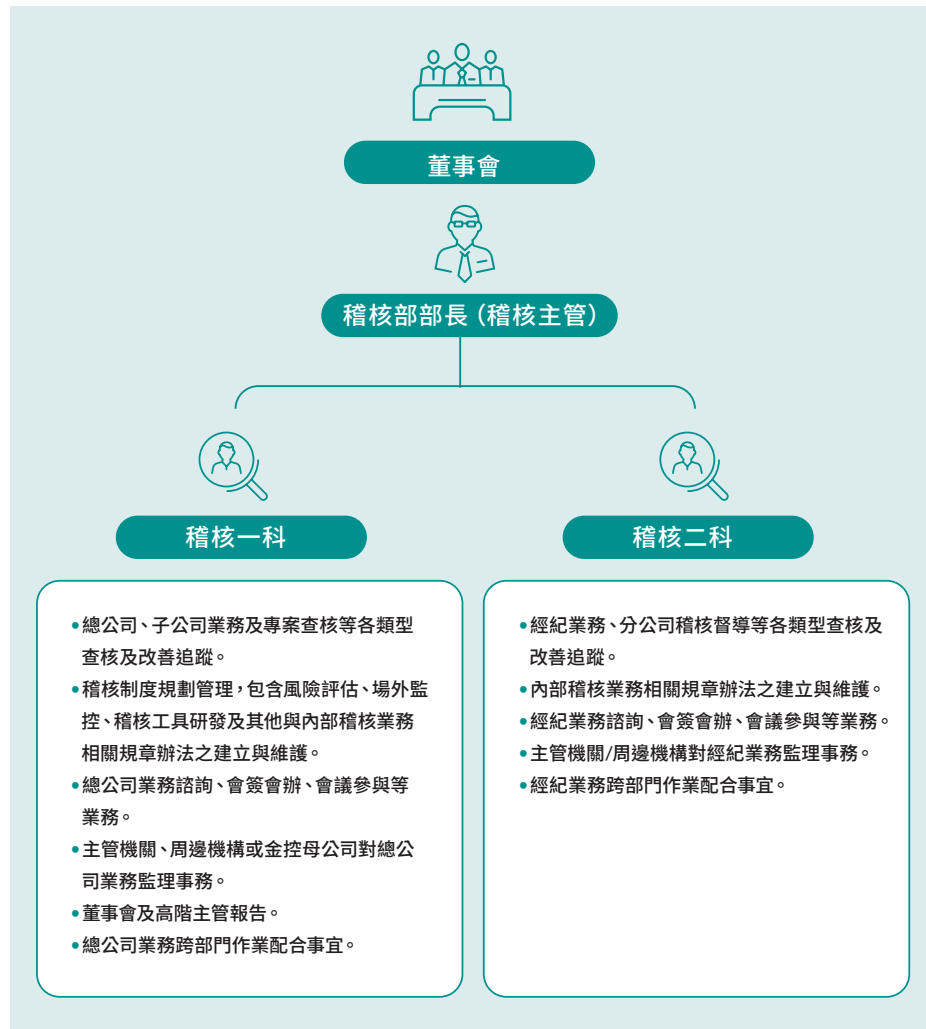 董事會
稽核部部長（稽核主管）
稽核一科
•總公司、子公司業務及專案查核等各類型
查核及改善追蹤。
•稽核制度規劃管理，包含風險評估、場外監
控、稽核工具研發及其他與內部稽核業務
相關規章辦法之建立與維護。
•總公司業務諮詢、會簽會辦、會議參與等
業務。
•主管機關、周邊機構或金控母公司對總公
司業務監理事務。
•董事會及高階主管報告。
•總公司業務跨部門作業配合事宜。
稽核二科
•經紀業務、分公司稽核督導等各類型查核及
改善追蹤。
•內部稽核業務相關規章辦法之建立與維護。
•經紀業務諮詢、會簽會辦、會議參與等業務。
•主管機關/周邊機構對經紀業務監理事務。
•經紀業務跨部門作業配合事宜。